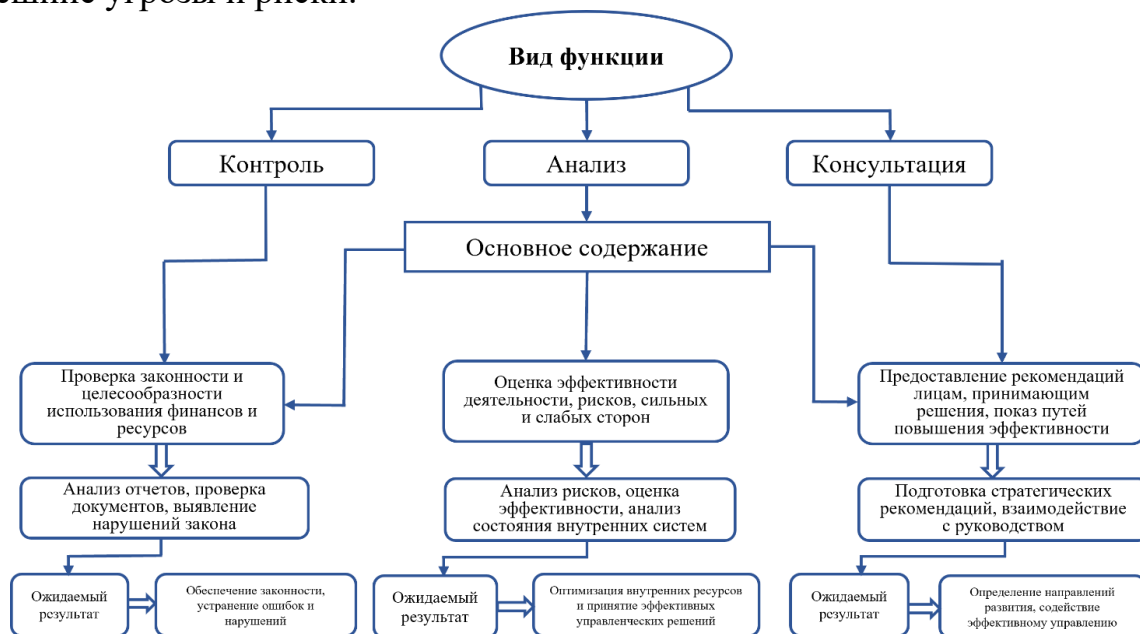 угрозы и риски.
Вид функции
Контроль
Анализ
Консультация
Основное содержание
Проверка законности и
целесообразности
использования финансов и
ресурсов
Оценка эффективности
деятельности, рисков, сильных
и слабых сторон
Предоставление рекомендаций
лицам, принимающим
решения, показ путей
повышения эффективности
Анализ отчетов, проверка
документов, выявление
нарушений закона
Анализ рисков, оценка
эффективности, анализ
состояния внутренних систем
Подготовка стратегических
рекомендаций, взаимодействие
с руководством
Ожидаемый
результат
Обеспечение законности,
устранение ошибок и
нарушений
Ожидаемый
результат
Оптимизация внутренних ресурсов
и принятие эффективных
управленческих решений
Ожидаемый
результат
Определение направлений
развития, содействие
эффективному управлению